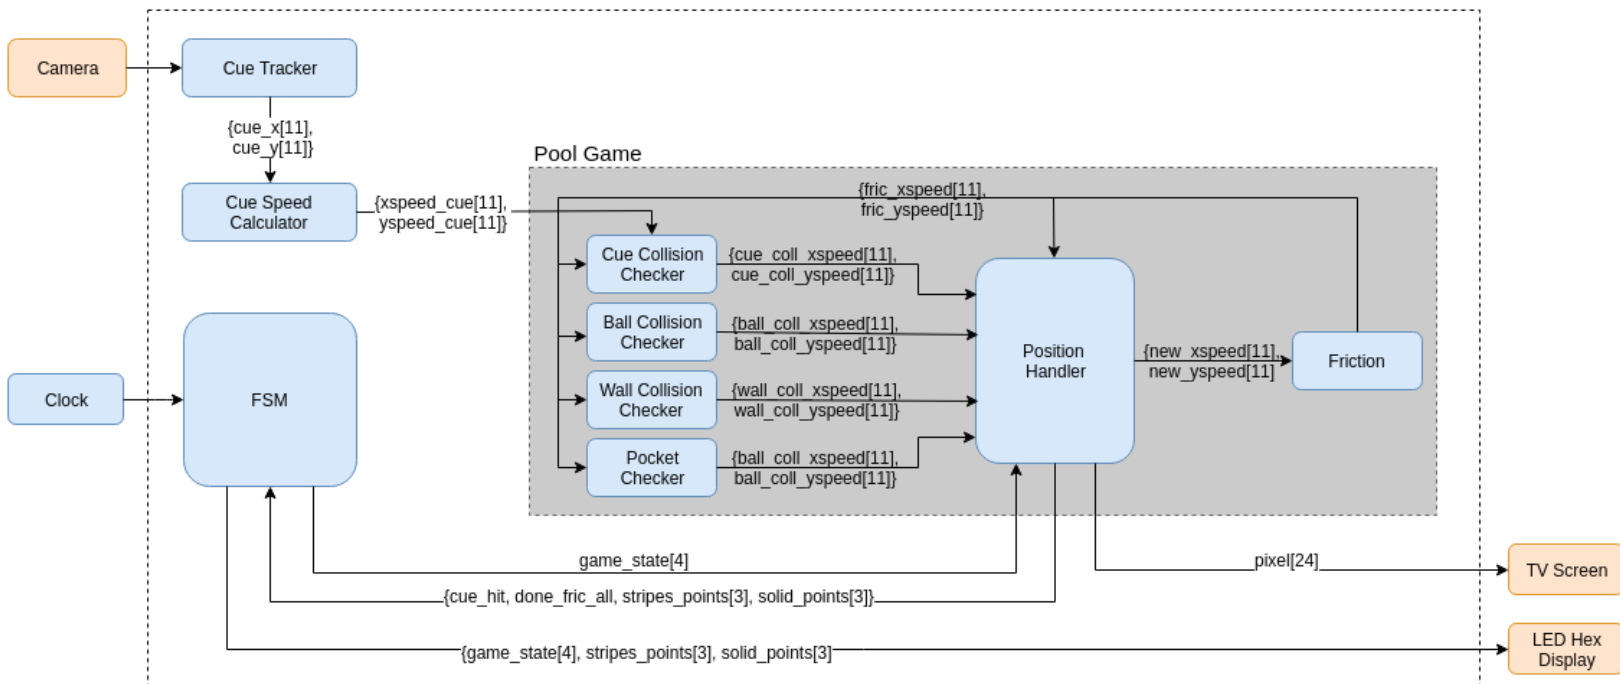 Camera
Cue Tracker
{cue_x[11],
cue_y[11]}
Cue Speed
Calculator
{xspeed_cue[11],
yspeed_cue[11]}
Pool Game
{fric_xspeed[11],
fric_yspeed[11]}
Cue Collision
Checker
{cue_coll_xspeed[11],
cue_coll_yspeed[11]}
Ball Collision
Checker
{ball_coll_xspeed[11],
ball_coll_yspeed[11]}
Wall Collision
Checker
{wall_coll_xspeed[11],
wall_coll_yspeed[11]}
Pocket
Checker
{ball_coll_xspeed[11],
ball_coll_yspeed[11]}
Position
Handler
{new_xspeed[11],
new_yspeed[11]
Friction
Clock
FSM
game_state[4]
{cue_hit, done_fric_all, stripes_points[3], solid_points[3]}
{game_state[4], stripes_points[3], solid_points[3]
pixel[24]
TV Screen
LED Hex
Display